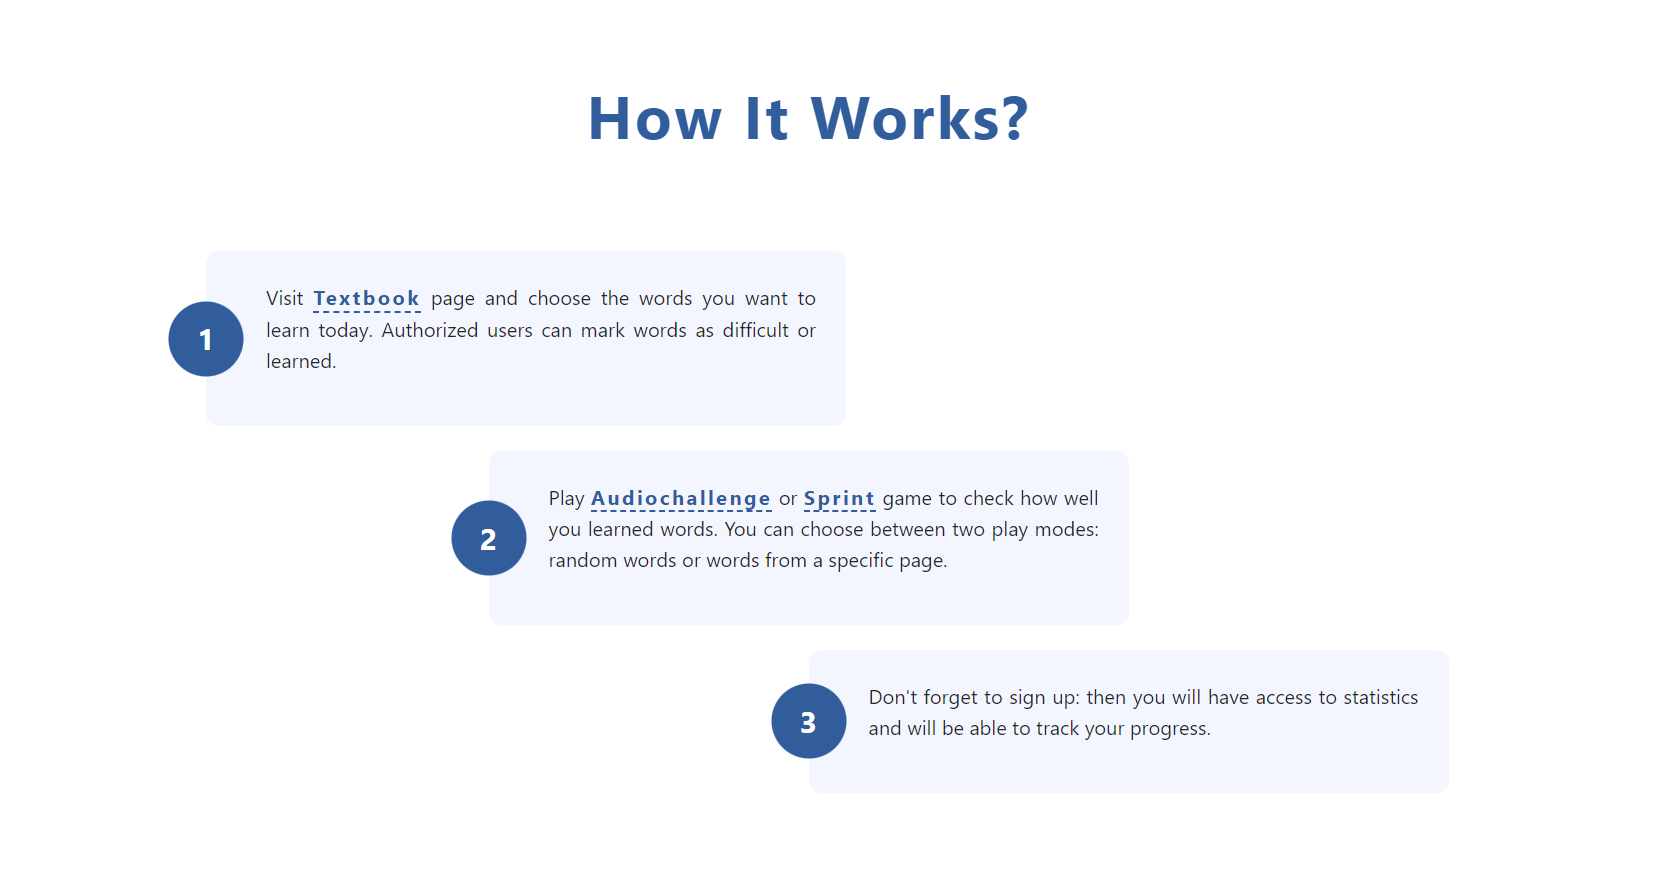 How It Works?
1
Visit Textbook page and choose the words you want to
learn today. Authorized users can mark words as difficult or
learned.
2
Play Audiochallenge or Sprint game to check how well
you learned words. You can choose between two play modes:
random words or words from a specific page.
3
Don't forget to sign up: then you will have access to statistics
and will be able to track your progress.